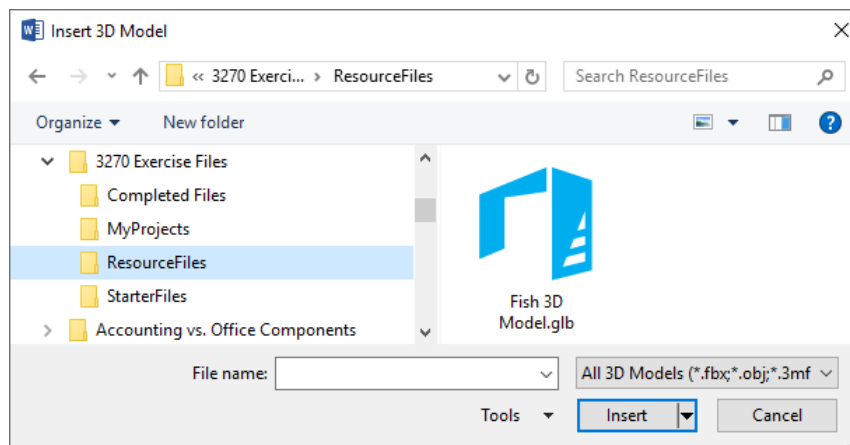 Insert 3D Model
« 3270 Exerci... › ResourceFiles
Search ResourceFiles
Organize
New folder
3270 Exercise Files
Completed Files
MyProjects
ResourceFiles
StarterFiles
Accounting vs. Office Components
Fish 3D
Model.glb
File name:
All 3D Models (*.fbx;*.obj;*.3mf
Tools
Insert
Cancel